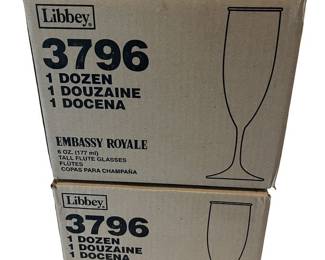 Libbey®
3796
1 DOZEN
1 DOUZAINE
1 DOCENA
EMBASSY ROYALE
6 OZ. (177 ml)
TALL FLUTE GLASSES
FLUTES
COPAS PARA CHAMPAÑA
Libbey®
3796
1 DOZEN
1 DOUZAINE
1 DOCENA